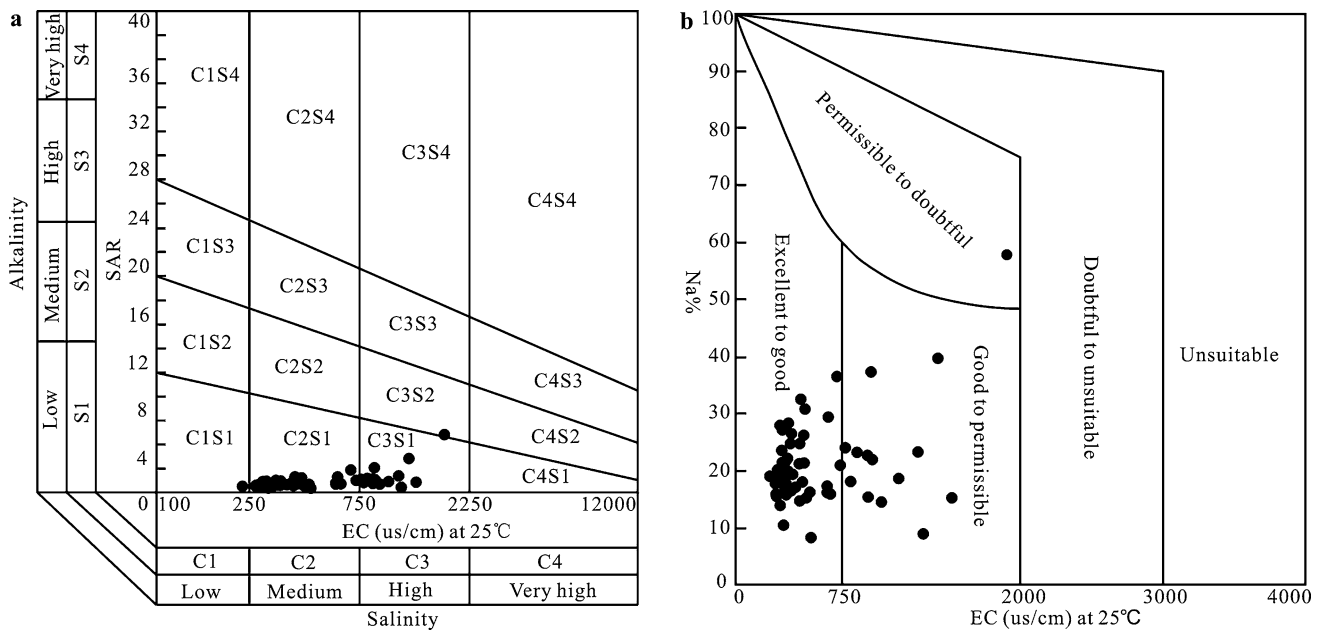 a
Alkalinity
Very high
High
Medium
Low
S4
S3
S2
S1
SAR
40
36
32
28
24
20
16
12
8
4
0
C1S4
C2S4
C3S4
C4S4
C1S3
C2S3
C3S3
C4S3
C1S2
C2S2
C3S2
C4S2
C1S1
C2S1
C3S1
C4S1
100 250 750 2250 12000
EC (us/cm) at 25℃
C1 C2 C3 C4
Low Medium High Very high
Salinity
b
Na%
100
90
80
70
60
50
40
30
20
10
0
Permissible to doubtful
Excellent to good
Good to permissible
Doubtful to unsuitable
Unsuitable
0 750 2000 3000 4000
EC (us/cm) at 25℃